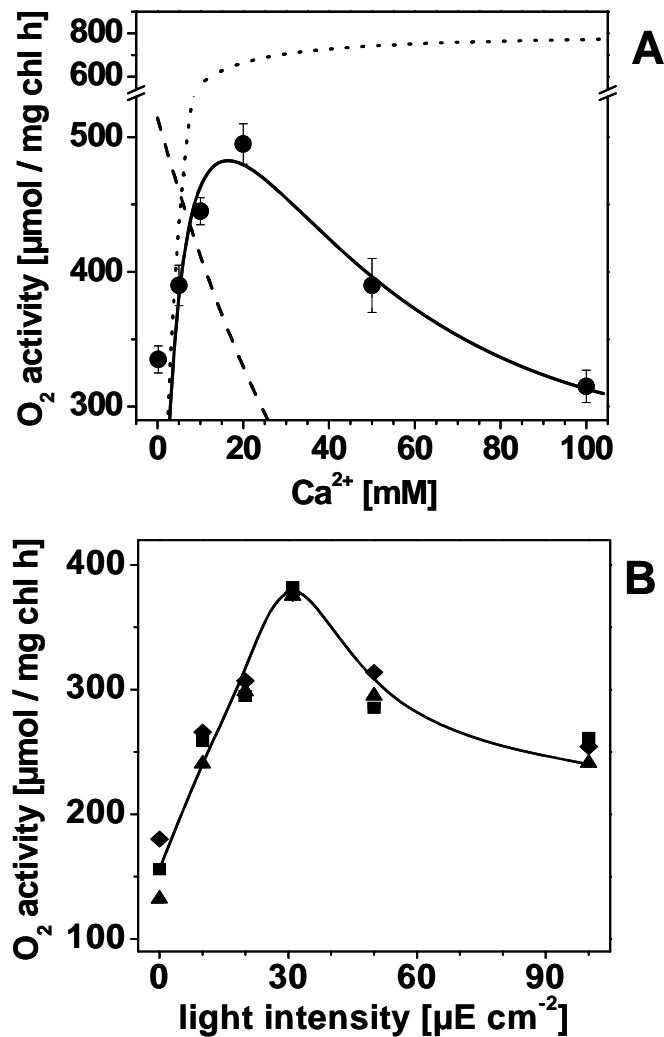 A
800
600
500
400
300
O₂ activity [µmol / mg chl h]
0 20 40 60 80 100
Ca²⁺ [mM]
B
400
300
200
100
O₂ activity [µmol / mg chl h]
0 30 60 90
light intensity [µE cm⁻²]